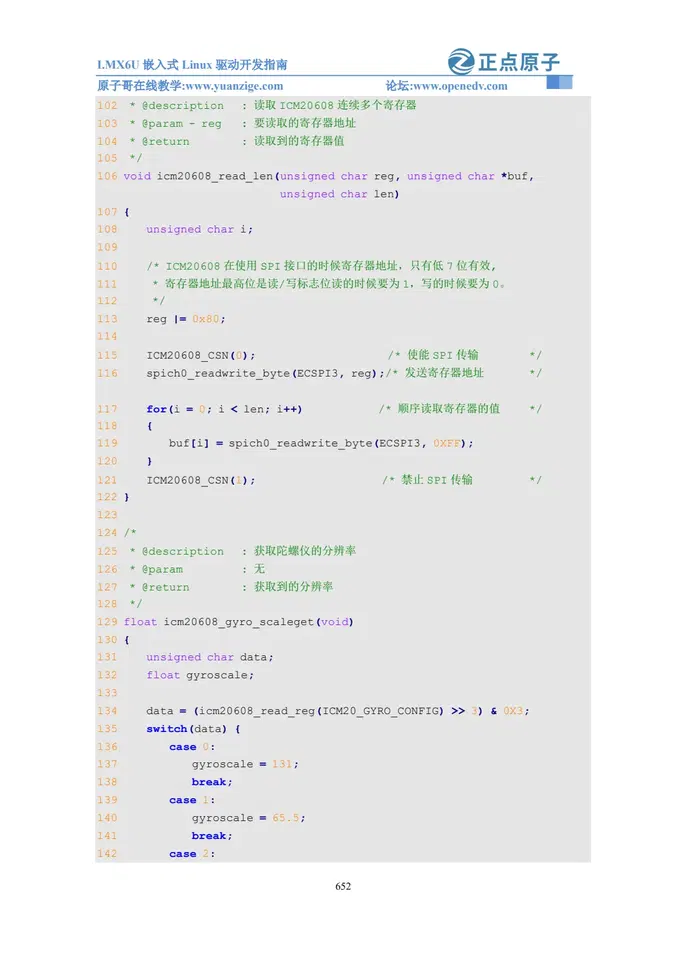 I.MX6U 嵌入式 Linux 驱动开发指南
正点原子
原子哥在线教学:www.yuanzige.com 论坛:www.openedv.com
102 * @description : 读取 ICM20608 连续多个寄存器
103 * @param - reg : 要读取的寄存器地址
104 * @return : 读取到的寄存器值
105 */
106 void icm20608_read_len(unsigned char reg, unsigned char *buf,
unsigned char len)
107 {
108 unsigned char i;
109
110 /* ICM20608 在使用 SPI 接口的时候寄存器地址，只有低 7 位有效,
111 * 寄存器地址最高位是读/写标志位读的时候要为 1，写的时候要为 0。
112 */
113 reg |= 0x80;
114
115 ICM20608_CSN(0); /* 使能 SPI 传输 */
116 spich0_readwrite_byte(ECSPI3, reg);/* 发送寄存器地址 */
117 for(i = 0; i < len; i++) /* 顺序读取寄存器的值 */
118 {
119 buf[i] = spich0_readwrite_byte(ECSPI3, 0XFF);
120 }
121 ICM20608_CSN(1); /* 禁止 SPI 传输 */
122 }
123
124 /*
125 * @description : 获取陀螺仪的分辨率
126 * @param : 无
127 * @return : 获取到的分辨率
128 */
129 float icm20608_gyro_scaleget(void)
130 {
131 unsigned char data;
132 float gyroscale;
133
134 data = (icm20608_read_reg(ICM20_GYRO_CONFIG) >> 3) & 0X3;
135 switch(data) {
136 case 0:
137 gyroscale = 131;
138 break;
139 case 1:
140 gyroscale = 65.5;
141 break;
142 case 2:
652